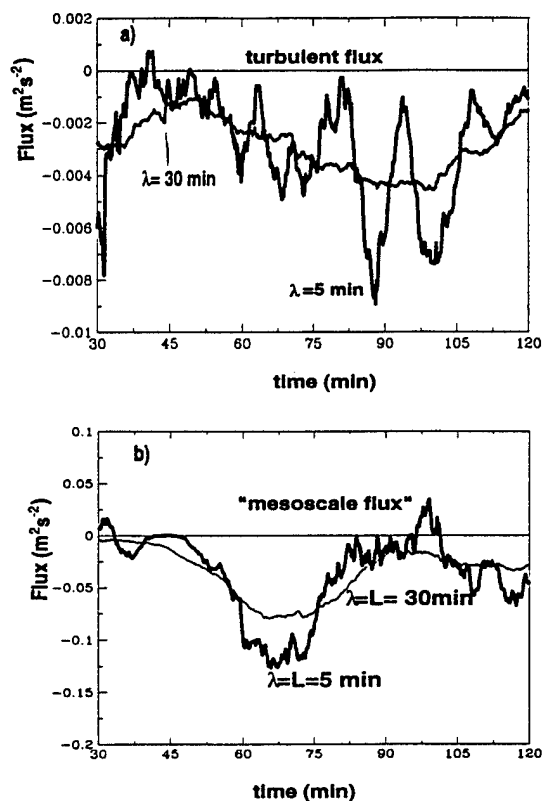 a)
0.002
turbulent flux
0
-0.002
Flux (m²s⁻²)
-0.004
λ= 30 min
-0.006
-0.008
λ=5 min
-0.01
30 45 60 75 90 105 120
time (min)
0.1
b)
0.05
"mesoscale flux"
0
Flux (m²s⁻²)
-0.05
λ=L= 30min
-0.1
λ=L=5 min
-0.15
-0.2
30 45 60 75 90 105 120
time (min)